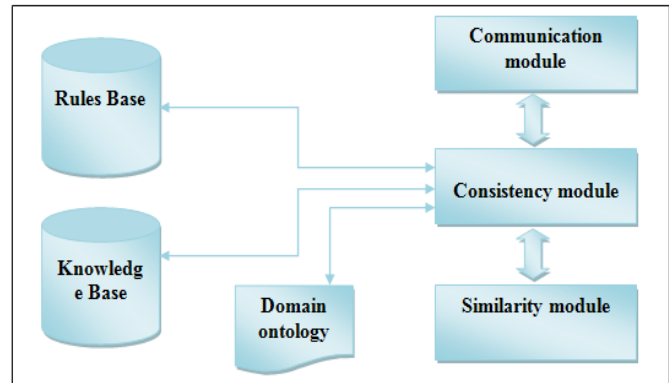 Communication
module
Rules Base
Consistency module
Knowledg
e Base
Domain
ontology
Similarity module